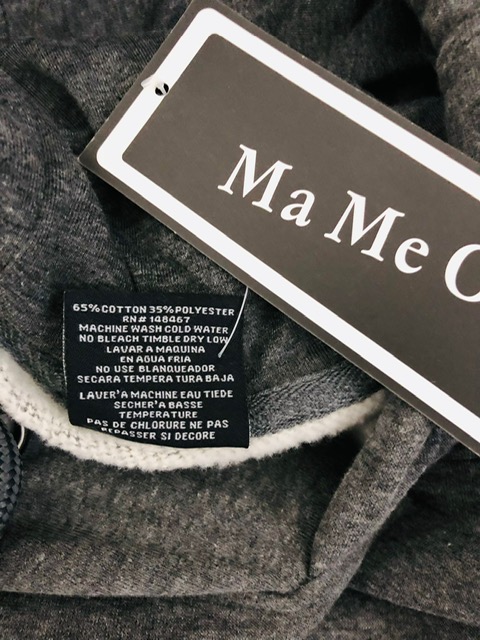 Ma Me O
65% COTTON 35% POLYESTER
RN# 148467
MACHINE WASH COLD WATER
NO BLEACH TIMBLE DRY LOW
LAVAR A MAQUINA
EN AQUA FRIA
NO USE BLANQUEADOR
SECARA TEMPERA TURA BAJA
LAVER'A MACHINE EAU TIEDE
SECHER'A BASSE
TEMPERATURE
PAS DE CHLORURE NE PAS
REPASSER SI DECORE